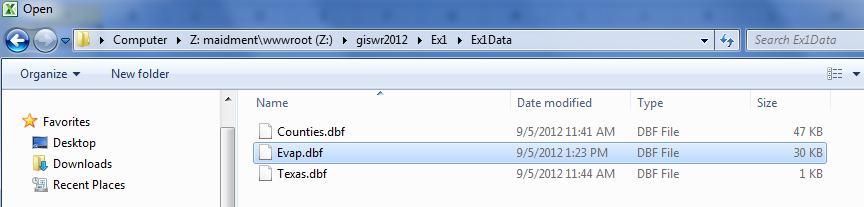 Open
Computer Z: maidment\wwwroot (Z:) giswr2012 Ex1 Ex1Data Search Ex1Data
Organize New folder
Name Date modified Type Size
Favorites
Desktop
Downloads
Recent Places
Counties.dbf 9/5/2012 11:41 AM DBF File 47 KB
Evap.dbf 9/5/2012 1:23 PM DBF File 30 KB
Texas.dbf 9/5/2012 11:44 AM DBF File 1 KB